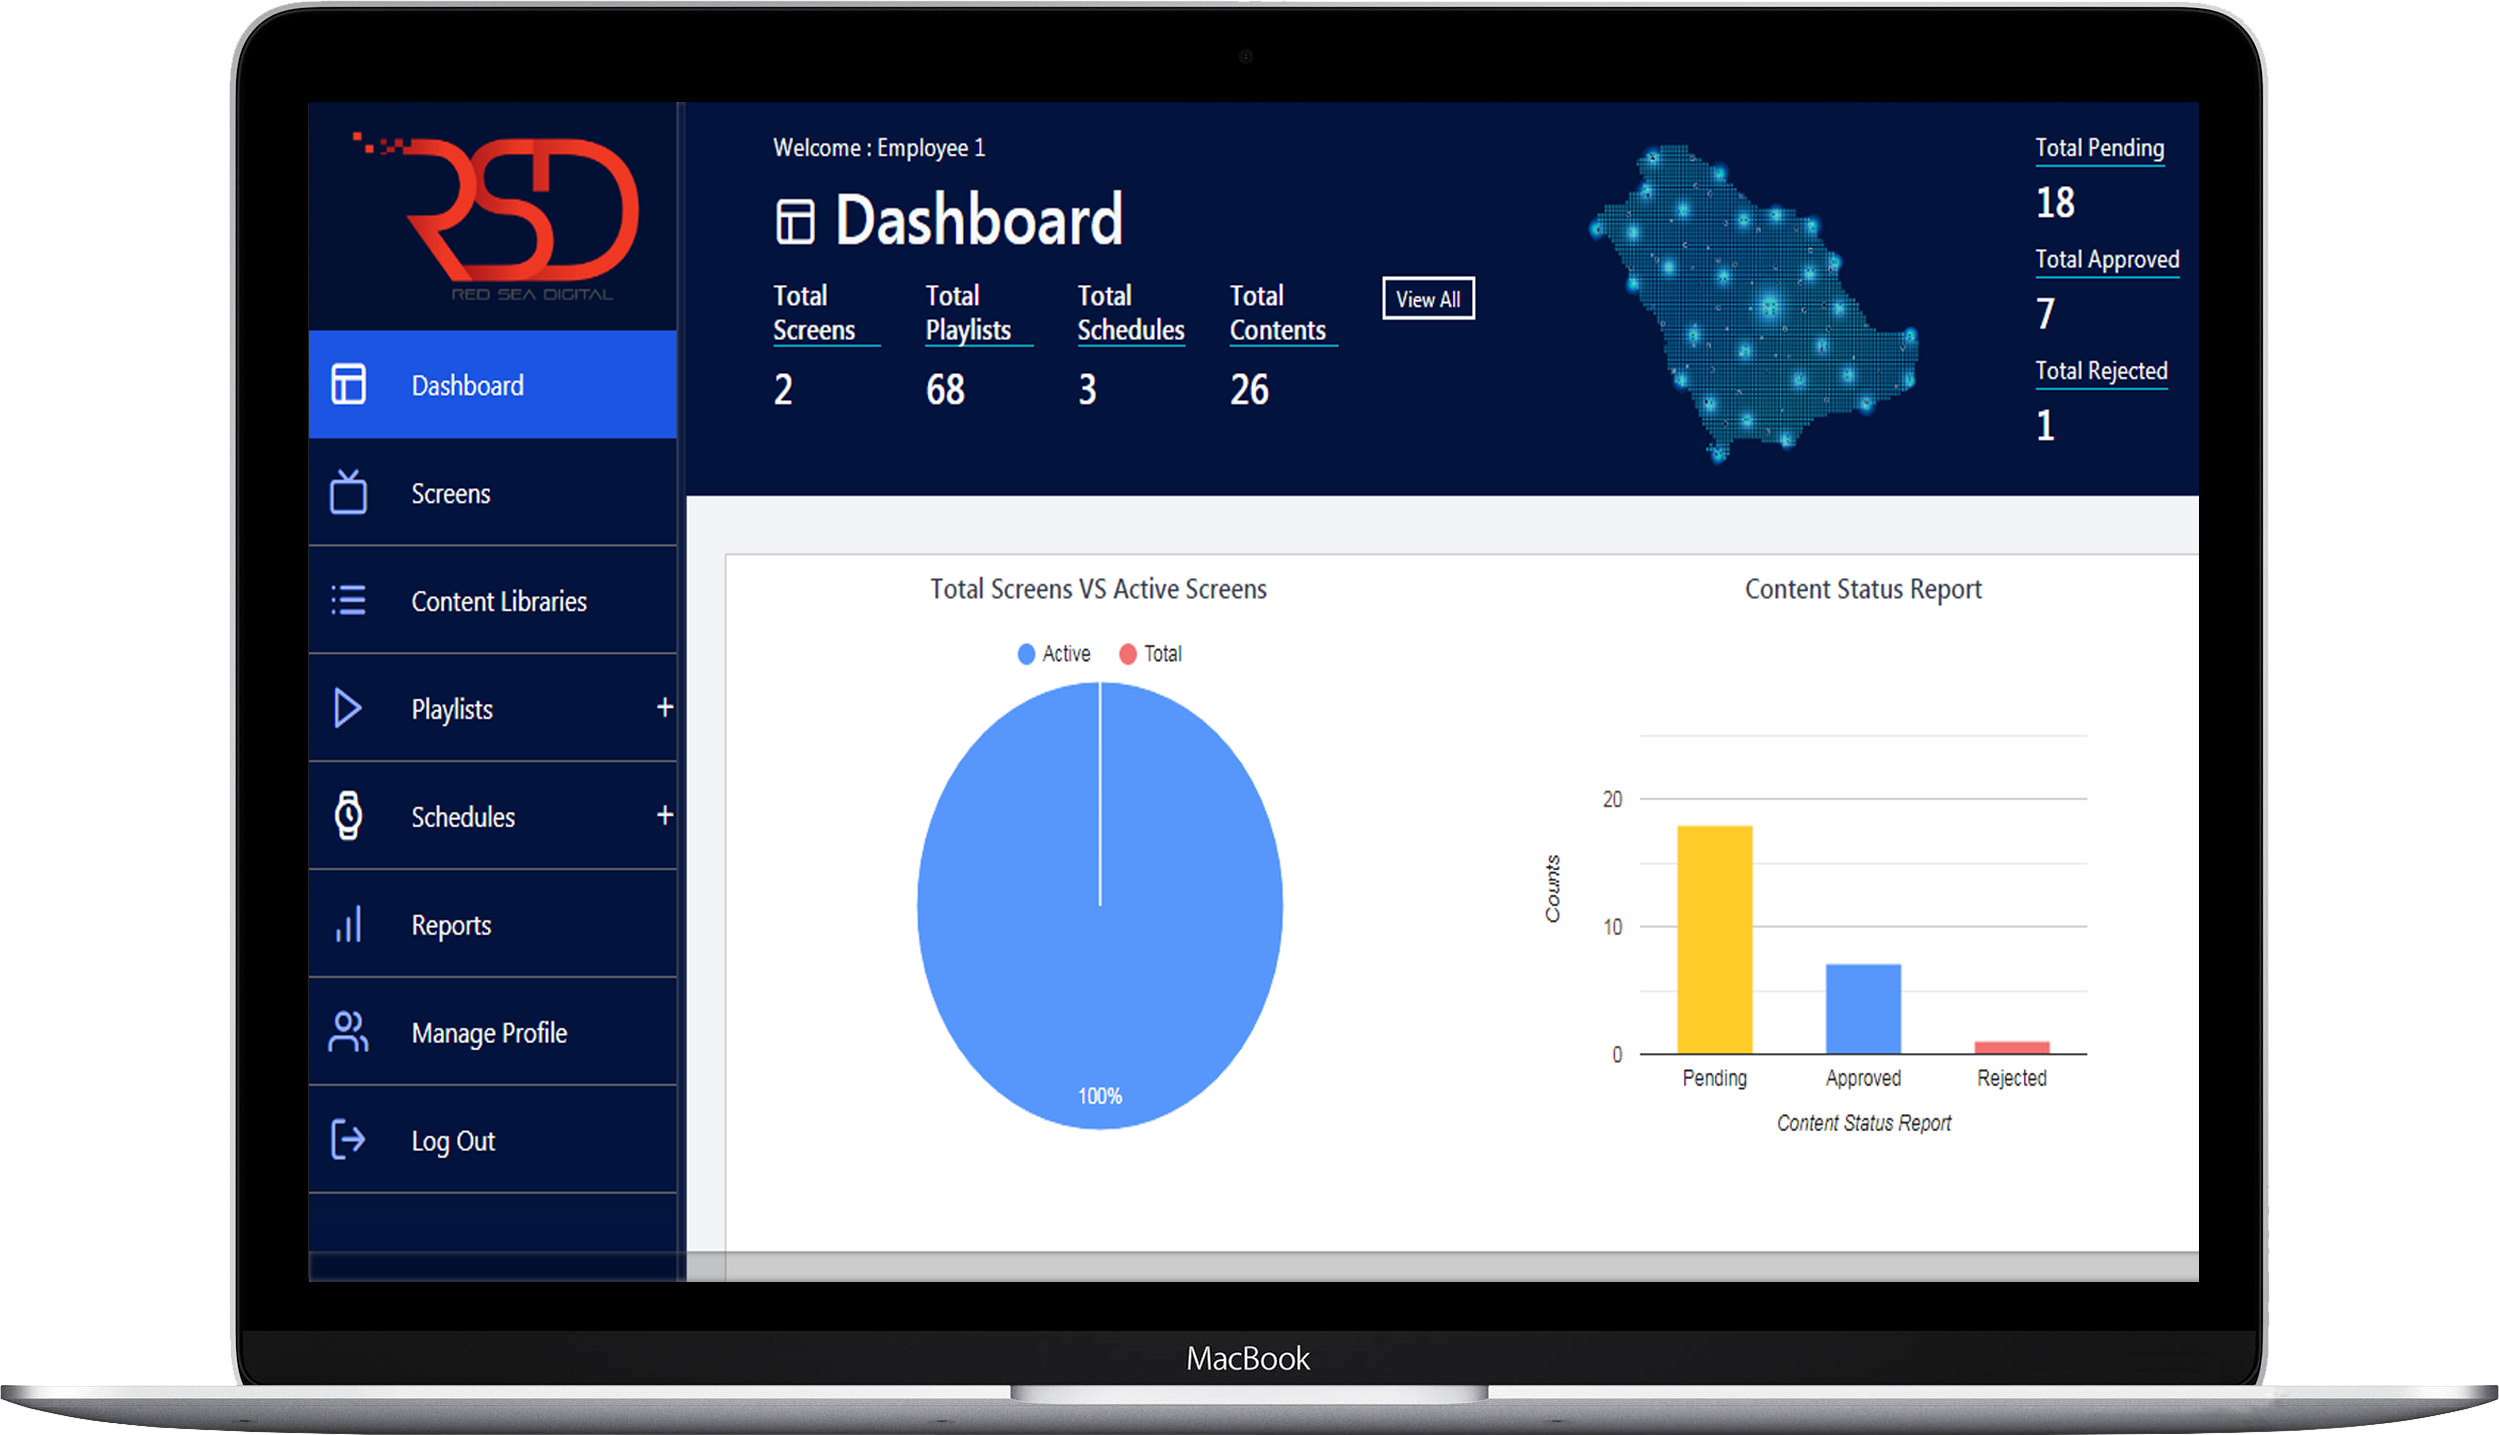 RSD
RED SEA DIGITAL
Dashboard
Screens
Content Libraries
Playlists +
Schedules +
Reports
Manage Profile
Log Out
Welcome : Employee 1
Dashboard
Total Screens
2
Total Playlists
68
Total Schedules
3
Total Contents
26
View All
Total Pending
18
Total Approved
7
Total Rejected
1
Total Screens VS Active Screens
Active
Total
100%
Content Status Report
Counts
20
10
0
Pending
Approved
Rejected
Content Status Report
MacBook